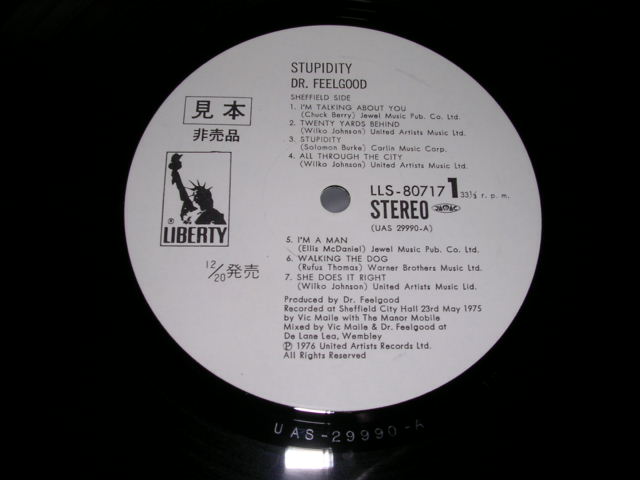 STUPIDITY
DR. FEELGOOD
見本
非売品
SHEFFIELD SIDE
1. I'M TALKING ABOUT YOU
(Chuck Berry) Jewel Music Pub. Co. Ltd.
2. TWENTY YARDS BEHIND
(Wilko Johnson) United Artists Music Ltd.
3. STUPIDITY
(Solomon Burke) Carlin Music Corp.
4. ALL THROUGH THE CITY
(Wilko Johnson) United Artists Music Ltd.
® LIBERTY
LLS-80717 1 33⅓ r. p. m.
STEREO
(UAS 29990-A)
12/20発売
5. I'M A MAN
(Ellis McDaniel) Jewel Music Pub. Co. Ltd.
6. WALKING THE DOG
(Rufus Thomas) Warner Brothers Music Ltd.
7. SHE DOES IT RIGHT
(Wilko Johnson) United Artists Music Ltd.
Produced by Dr. Feelgood
Recorded at Sheffield City Hall 23rd May 1975
by Vic Maile with The Manor Mobile
Mixed by Vic Maile & Dr. Feelgood at
De Lane Lea, Wembley
℗ 1976 United Artists Records Ltd.
All Rights Reserved
UAS-29990-A